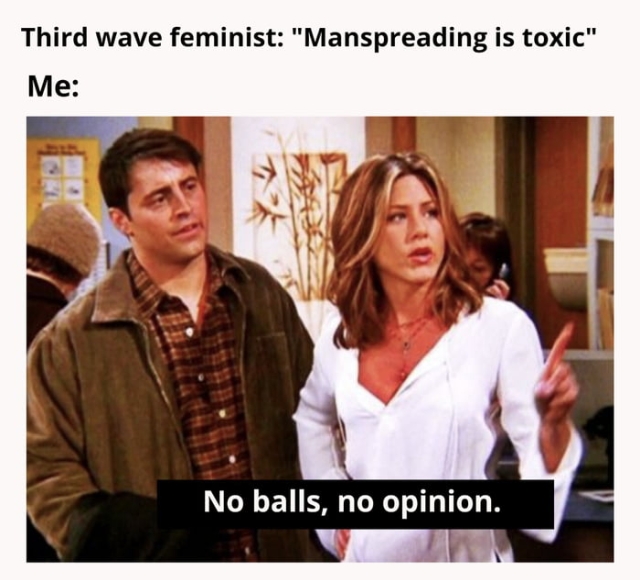 Third wave feminist: "Manspreading is toxic"
Me:
No balls, no opinion.